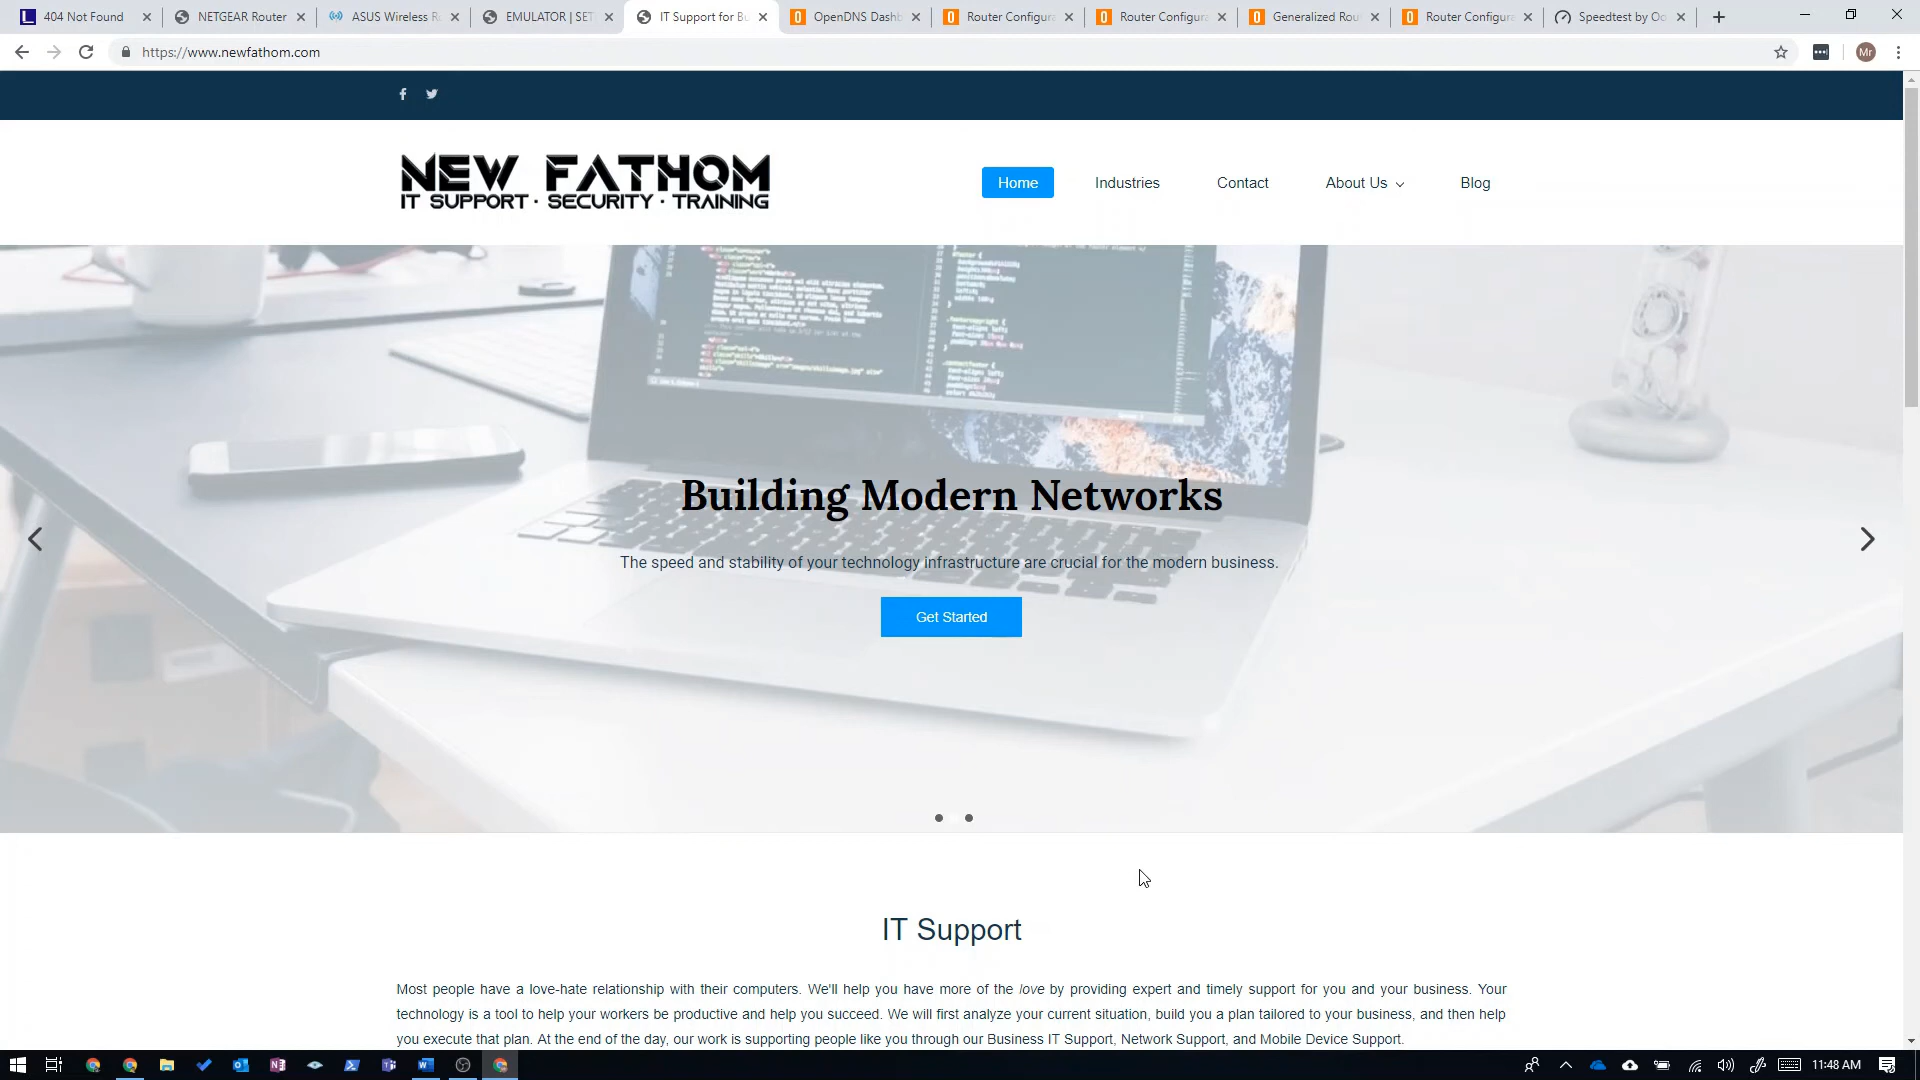 404 Not Found
NETGEAR Router
ASUS Wireless R
EMULATOR | SET
IT Support for Bu
OpenDNS Dashb
Router Configura
Router Configura
Generalized Rou
Router Configura
Speedtest by Oo
https://www.newfathom.com
Mr
NEW FATHOM
IT SUPPORT · SECURITY · TRAINING
Home
Industries
Contact
About Us
Blog
Building Modern Networks
The speed and stability of your technology infrastructure are crucial for the modern business.
Get Started
IT Support
Most people have a love-hate relationship with their computers. We'll help you have more of the love by providing expert and timely support for you and your business. Your
technology is a tool to help your workers be productive and help you succeed. We will first analyze your current situation, build you a plan tailored to your business, and then help
you execute that plan. At the end of the day, our work is supporting people like you through our Business IT Support, Network Support, and Mobile Device Support.
11:48 AM